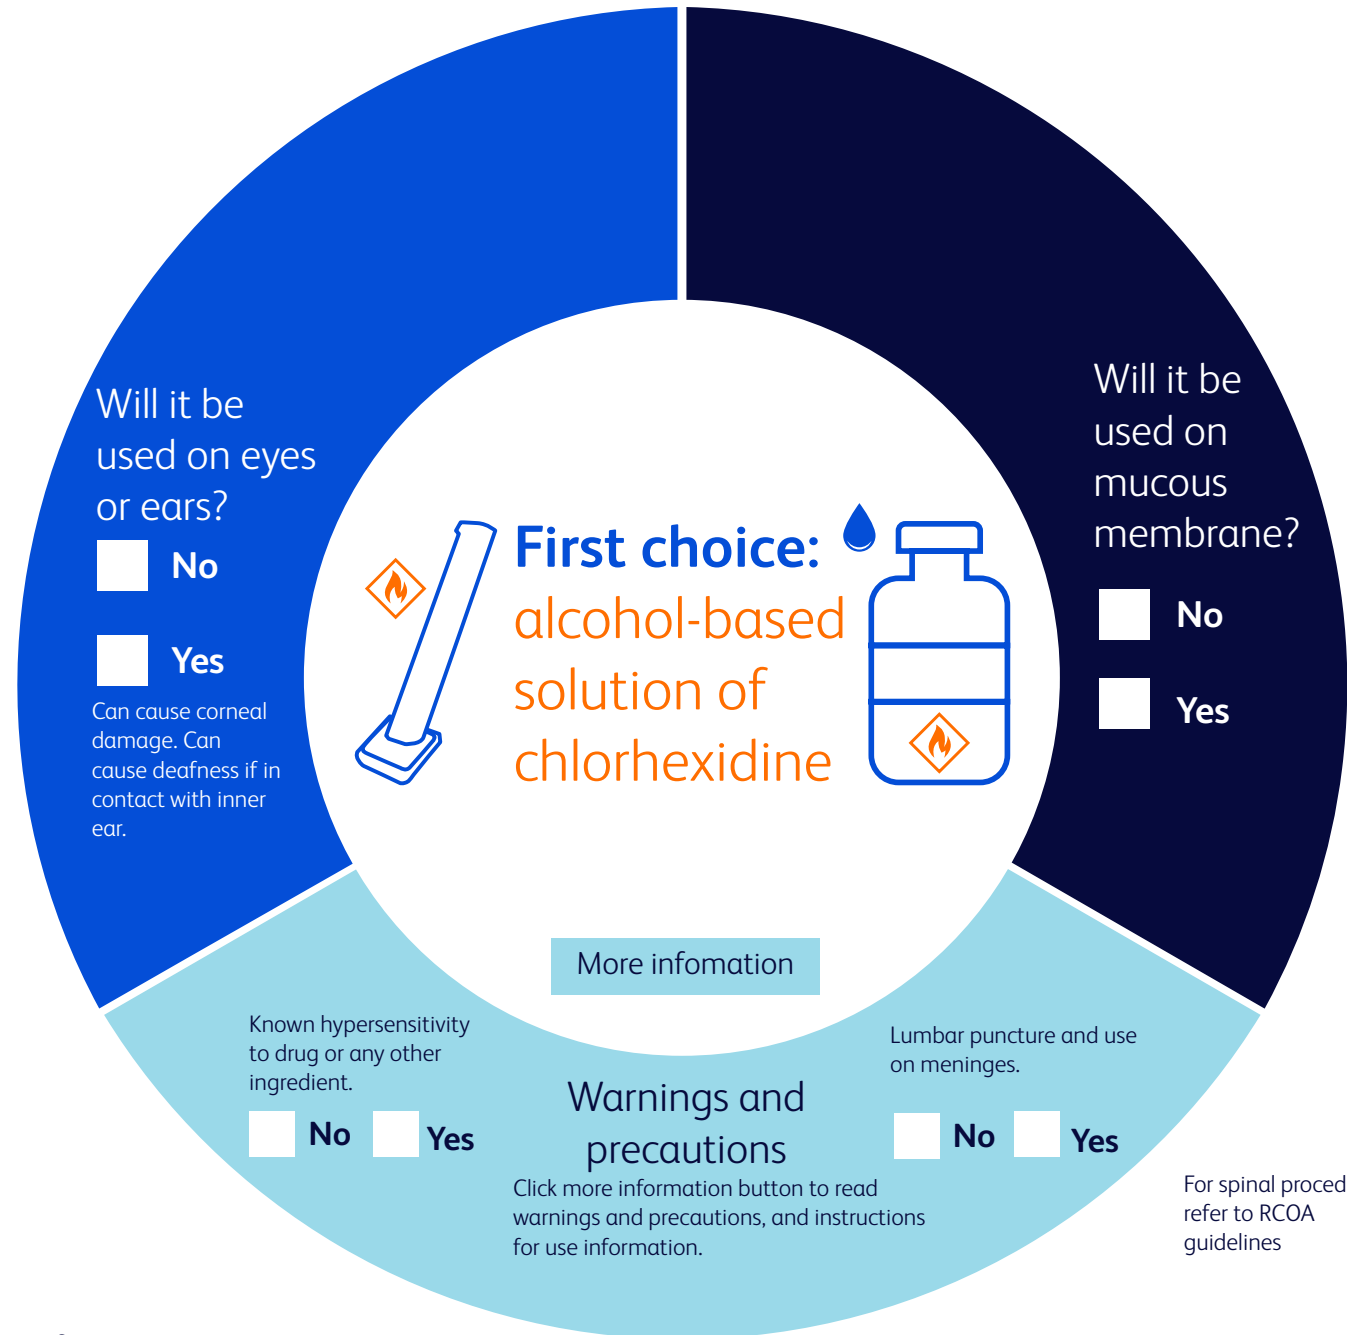 Will it be
used on eyes
or ears?
No
Yes
Can cause corneal
damage. Can
cause deafness if in
contact with inner
ear.
First choice:
alcohol-based
solution of
chlorhexidine
Will it be
used on
mucous
membrane?
No
Yes
More infomation
Known hypersensitivity
to drug or any other
ingredient.
No
Yes
Warnings and
precautions
Click more information button to read
warnings and precautions, and instructions
for use information.
Lumbar puncture and use
on meninges.
No
Yes
For spinal proced
refer to RCOA
guidelines